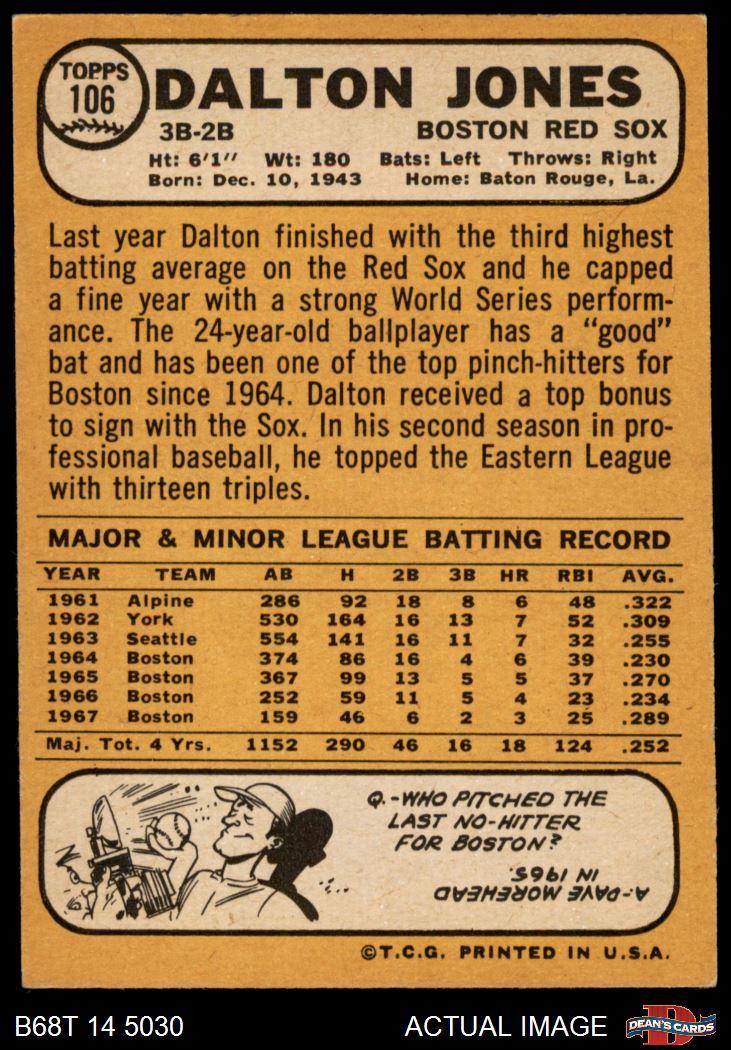 TOPPS
106
DALTON JONES
3B-2B BOSTON RED SOX
Ht: 6'1" Wt: 180 Bats: Left Throws: Right
Born: Dec. 10, 1943 Home: Baton Rouge, La.
Last year Dalton finished with the third highest
batting average on the Red Sox and he capped
a fine year with a strong World Series perform-
ance. The 24-year-old ballplayer has a "good"
bat and has been one of the top pinch-hitters for
Boston since 1964. Dalton received a top bonus
to sign with the Sox. In his second season in pro-
fessional baseball, he topped the Eastern League
with thirteen triples.
MAJOR & MINOR LEAGUE BATTING RECORD
YEAR TEAM AB H 2B 3B HR RBI AVG.
1961 Alpine 286 92 18 8 6 48 .322
1962 York 530 164 16 13 7 52 .309
1963 Seattle 554 141 16 11 7 32 .255
1964 Boston 374 86 16 4 6 39 .230
1965 Boston 367 99 13 5 5 37 .270
1966 Boston 252 59 11 5 4 23 .234
1967 Boston 159 46 6 2 3 25 .289
Maj. Tot. 4 Yrs. 1152 290 46 16 18 124 .252
Q.-WHO PITCHED THE
LAST NO-HITTER
FOR BOSTON?
A-DAVE MOREHEAD
IN 1965.
©T.C.G. PRINTED IN U.S.A.
B68T 14 5030 ACTUAL IMAGE
D
DEAN'S CARDS